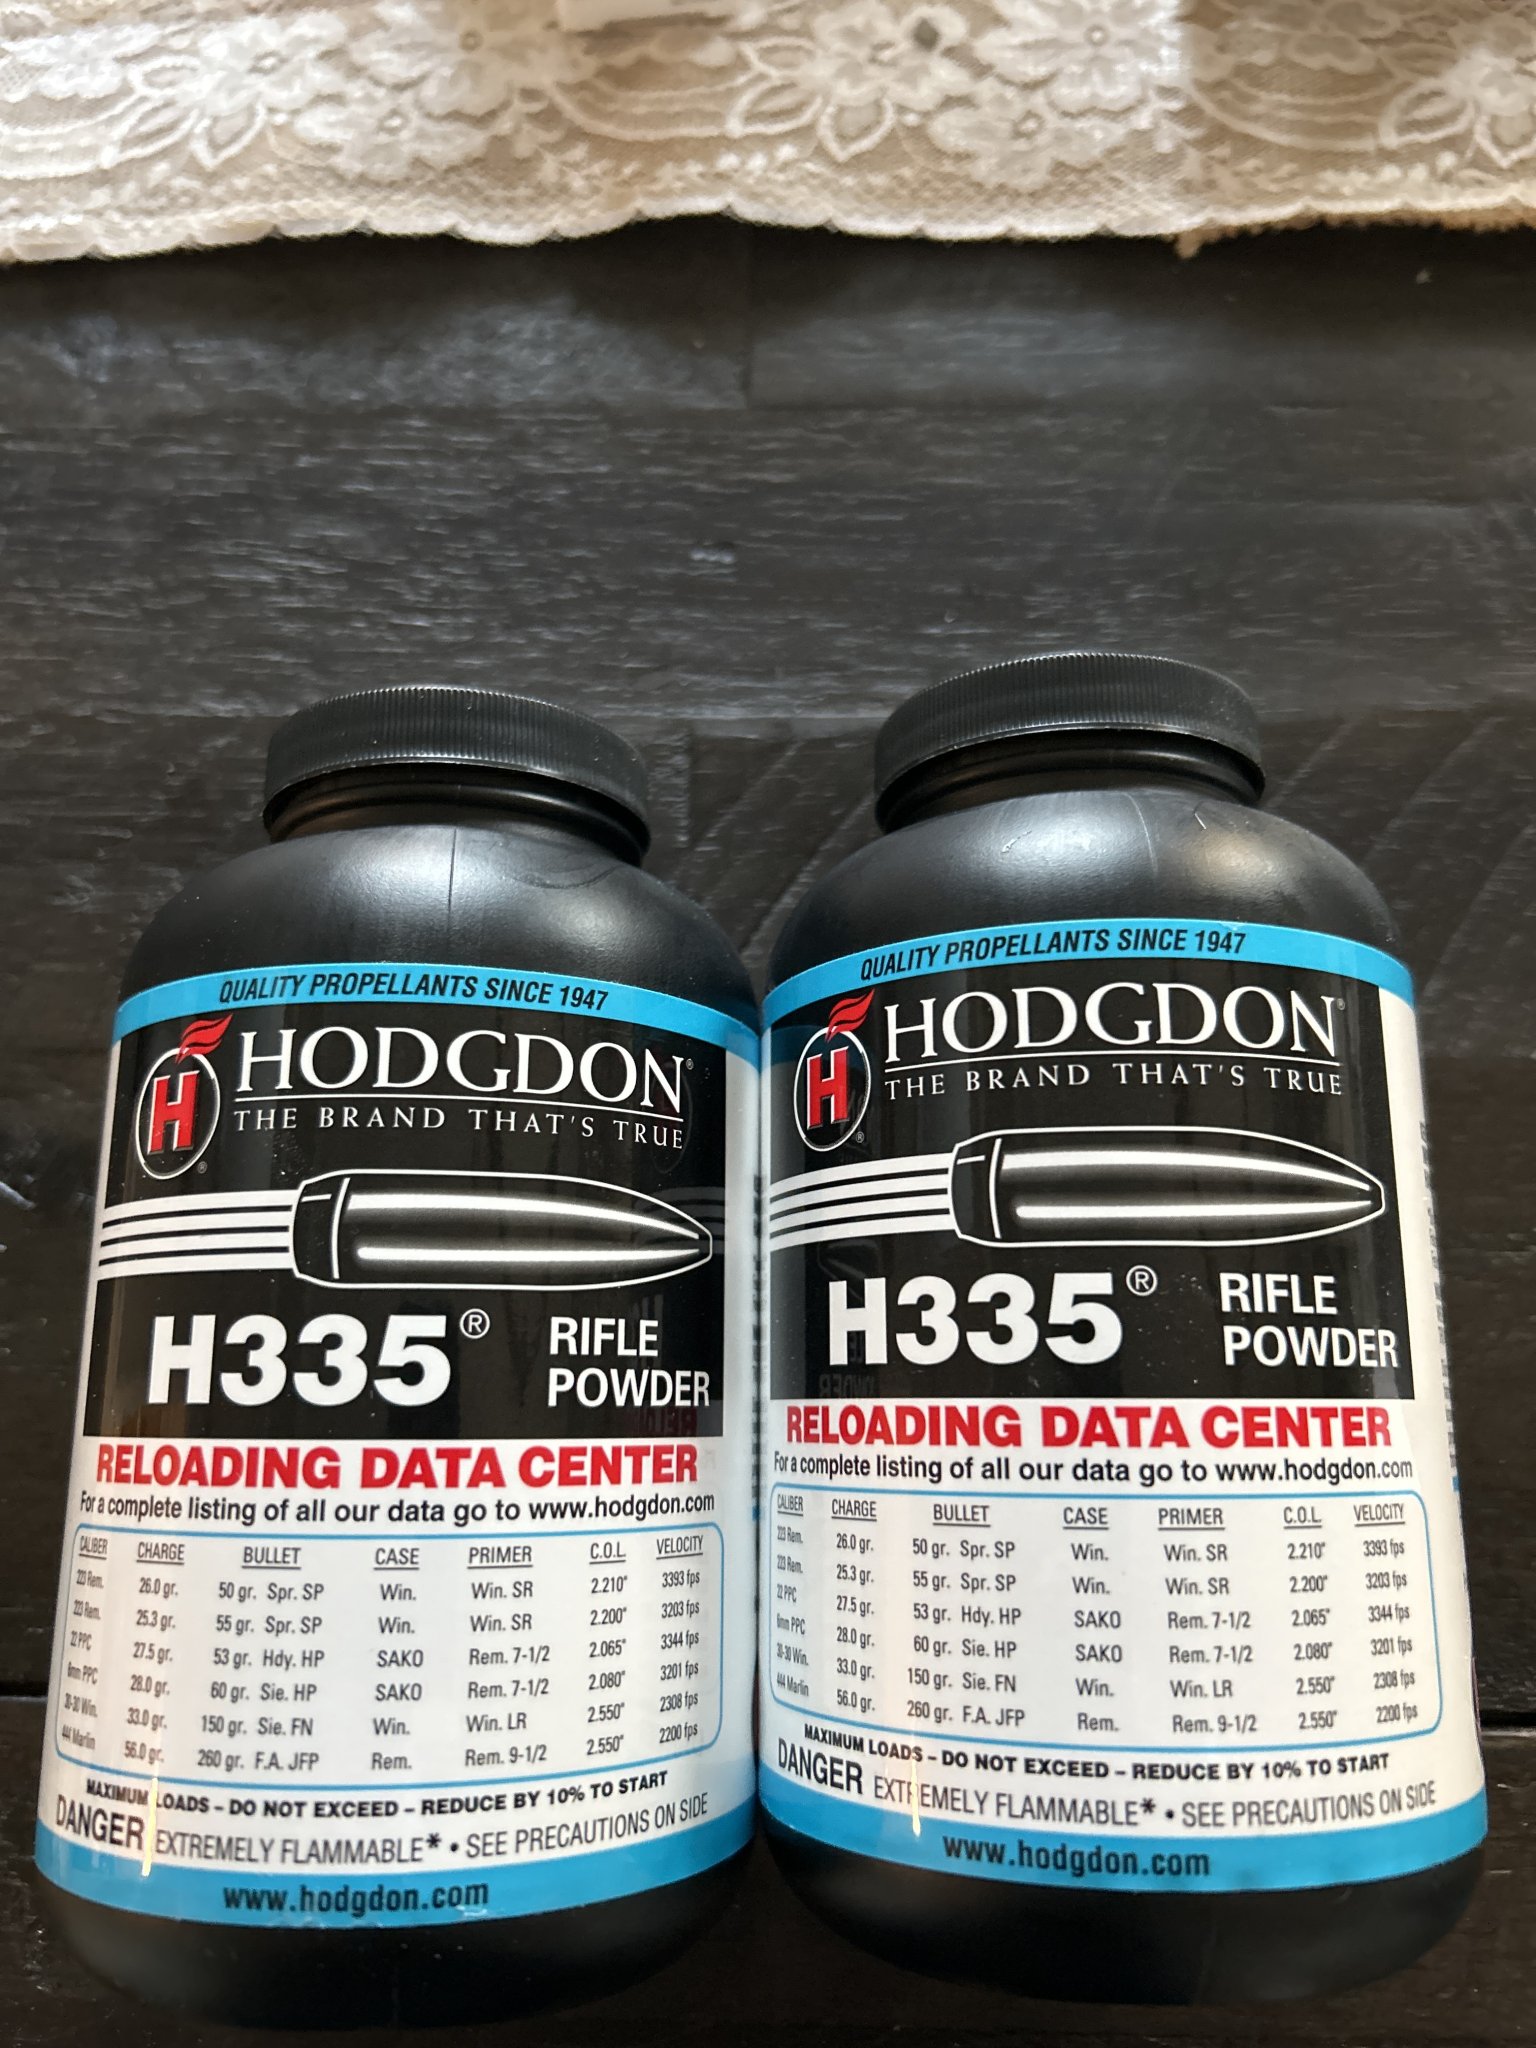 QUALITY PROPELLANTS SINCE 1947
H HODGDON®
®
THE BRAND THAT'S TRUE
H335® RIFLE
POWDER
RELOADING DATA CENTER
For a complete listing of all our data go to www.hodgdon.com
CALIBER CHARGE BULLET CASE PRIMER C.O.L VELOCITY
223 Rem. 26.0 gr. 50 gr. Spr. SP Win. Win. SR 2.210" 3393 fps
223 Rem. 25.3 gr. 55 gr. Spr. SP Win. Win. SR 2.200" 3203 fps
22 PPC 27.5 gr. 53 gr. Hdy. HP SAKO Rem. 7-1/2 2.065" 3344 fps
6mm PPC 28.0 gr. 60 gr. Sie. HP SAKO Rem. 7-1/2 2.080" 3201 fps
30-30 Win. 33.0 gr. 150 gr. Sie. FN Win. Win. LR 2.550" 2308 fps
444 Marlin 56.0 gr. 260 gr. F.A. JFP Rem. Rem. 9-1/2 2.550" 2200 fps
MAXIMUM LOADS – DO NOT EXCEED – REDUCE BY 10% TO START
DANGER EXTREMELY FLAMMABLE* • SEE PRECAUTIONS ON SIDE
www.hodgdon.com
QUALITY PROPELLANTS SINCE 1947
H HODGDON®
®
THE BRAND THAT'S TRUE
H335® RIFLE
POWDER
RELOADING DATA CENTER
For a complete listing of all our data go to www.hodgdon.com
CALIBER CHARGE BULLET CASE PRIMER C.O.L VELOCITY
223 Rem. 26.0 gr. 50 gr. Spr. SP Win. Win. SR 2.210" 3393 fps
223 Rem. 25.3 gr. 55 gr. Spr. SP Win. Win. SR 2.200" 3203 fps
22 PPC 27.5 gr. 53 gr. Hdy. HP SAKO Rem. 7-1/2 2.065" 3344 fps
6mm PPC 28.0 gr. 60 gr. Sie. HP SAKO Rem. 7-1/2 2.080" 3201 fps
30-30 Win. 33.0 gr. 150 gr. Sie. FN Win. Win. LR 2.550" 2308 fps
444 Marlin 56.0 gr. 260 gr. F.A. JFP Rem. Rem. 9-1/2 2.550" 2200 fps
MAXIMUM LOADS – DO NOT EXCEED – REDUCE BY 10% TO START
DANGER EXTREMELY FLAMMABLE* • SEE PRECAUTIONS ON SIDE
www.hodgdon.com